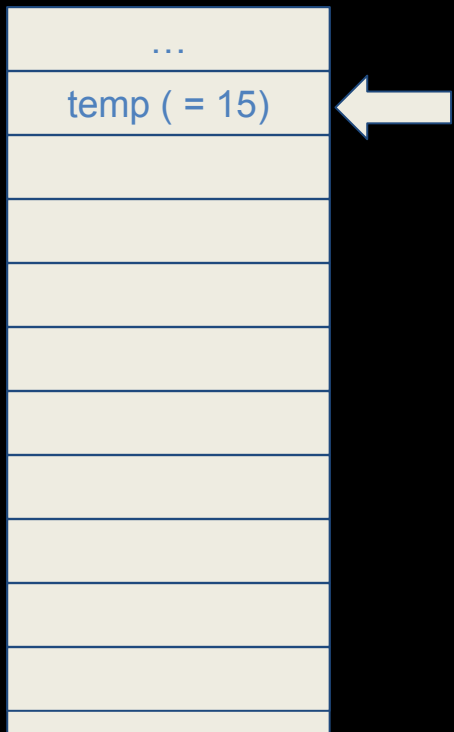 …
temp ( = 15)